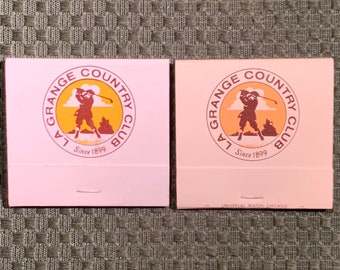 LA GRANGE COUNTRY CLUB
Since 1899
LA GRANGE COUNTRY CLUB
Since 1899
UNIVERSAL MATCH CHICAGO